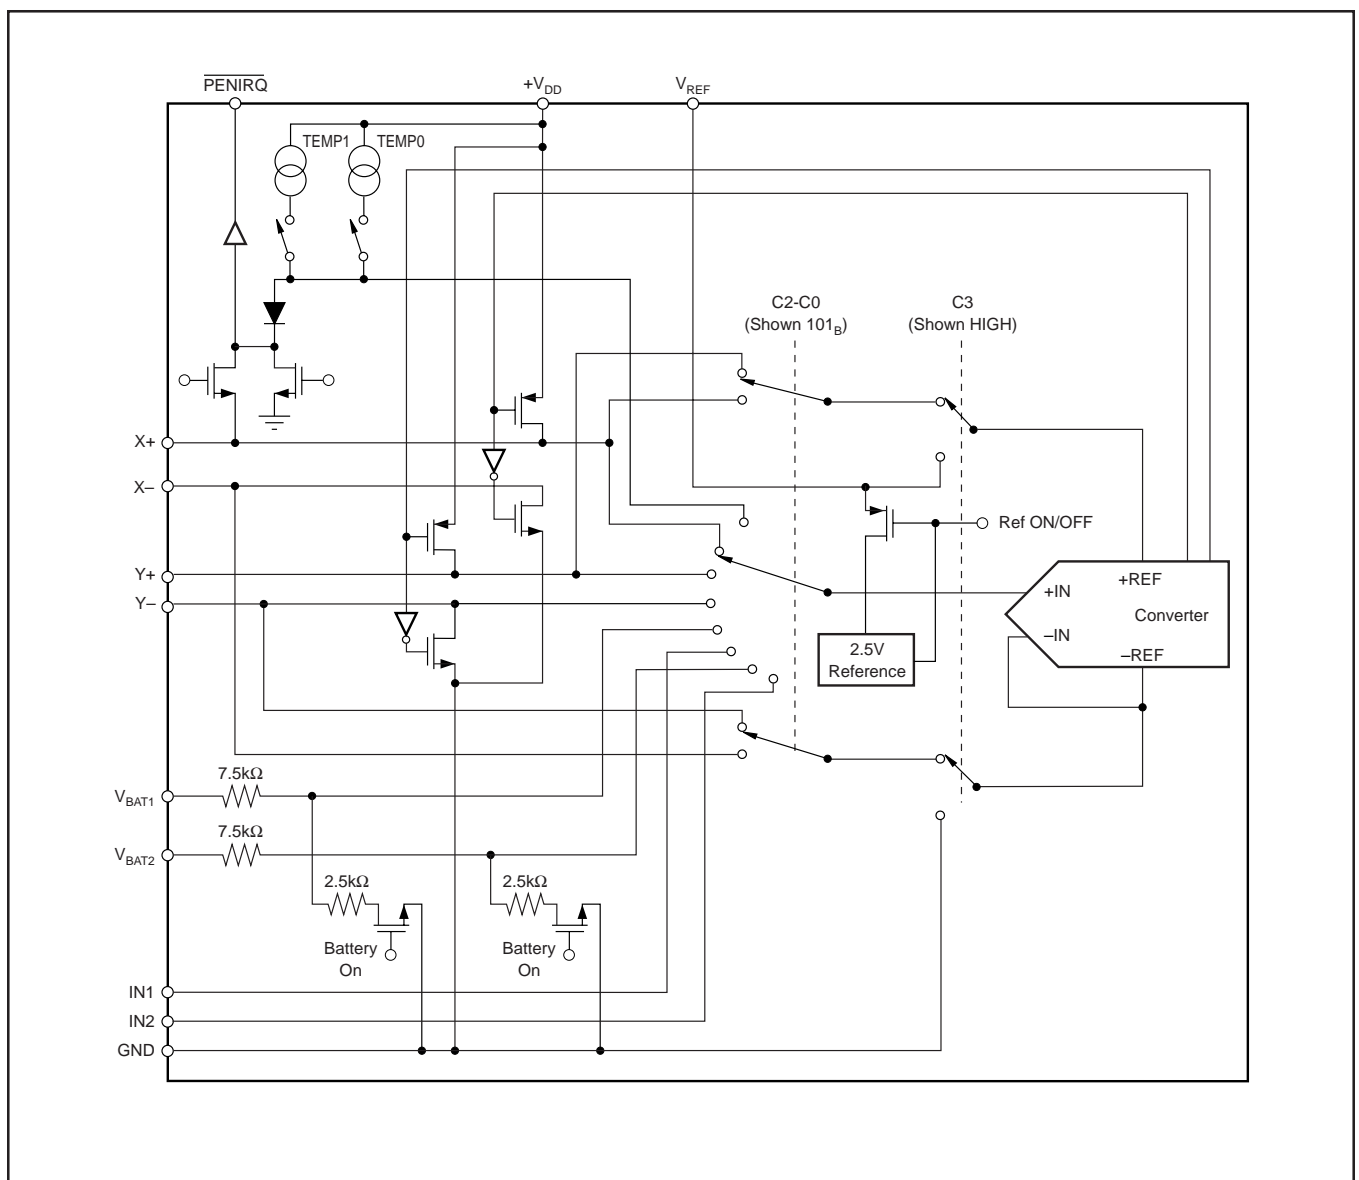 PENIRQ
+VDD
VREF
TEMP1
TEMP0
C2-C0
(Shown 101B)
C3
(Shown HIGH)
X+
X–
Ref ON/OFF
Y+
Y–
+REF
+IN
Converter
–IN
–REF
2.5V
Reference
7.5kΩ
VBAT1
7.5kΩ
VBAT2
2.5kΩ
2.5kΩ
Battery
On
Battery
On
IN1
IN2
GND